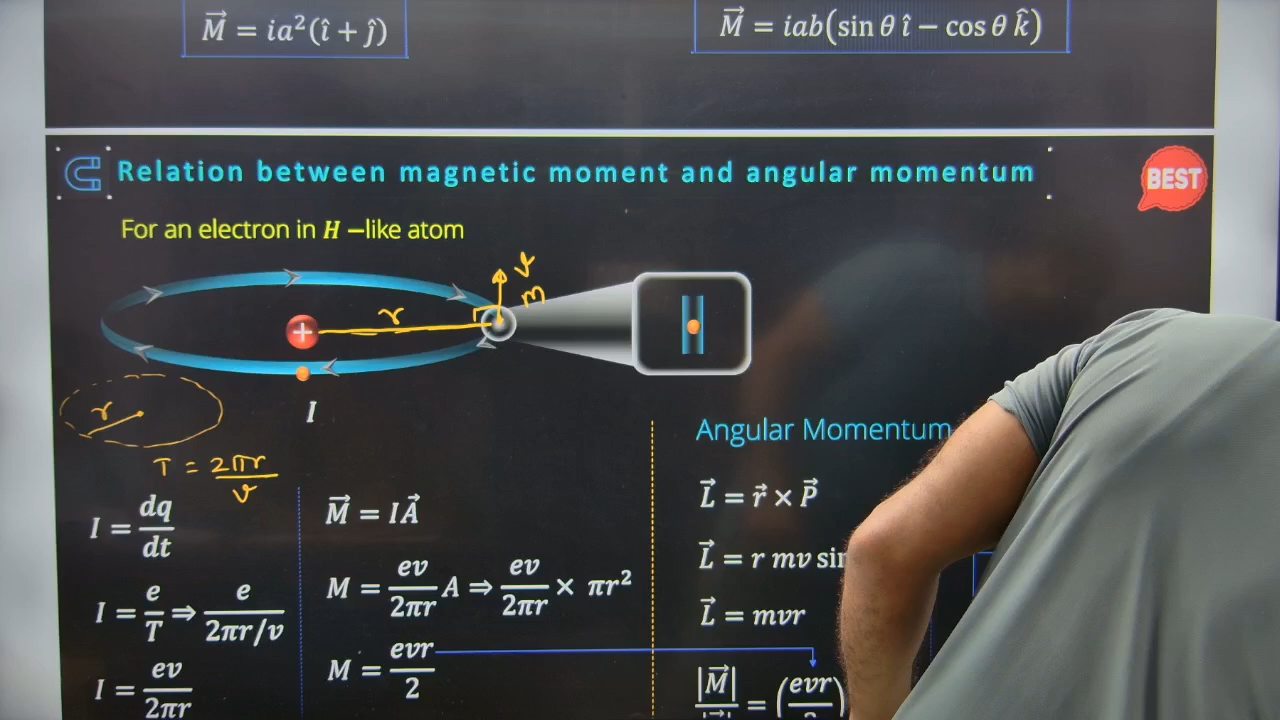 M⃗ = ia²(î + ĵ)
M⃗ = iab(sin θ î − cos θ k̂)
Relation between magnetic moment and angular momentum
BEST
For an electron in H −like atom
v
m
r
+
I
r
T = 2πr/v
I = dq/dt
I = e/T ⇒ e/(2πr/v)
I = ev/2πr
M⃗ = IA⃗
M = ev/2πr A ⇒ ev/2πr × πr²
M = evr/2
Angular Momentum
L⃗ = r⃗ × P⃗
L⃗ = r mv sin
L⃗ = mvr
|M⃗| = (evr)